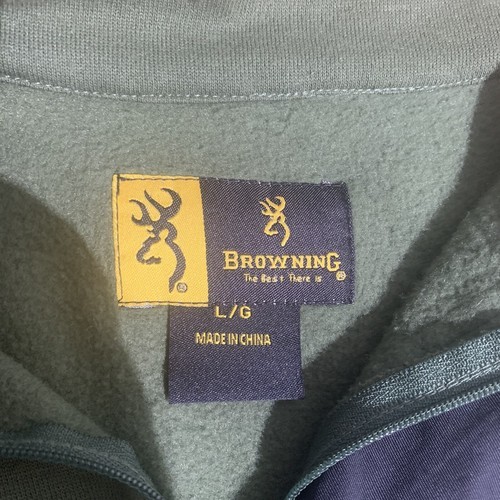 BROWNING
The Best There is
®
®
L/G
MADE IN CHINA